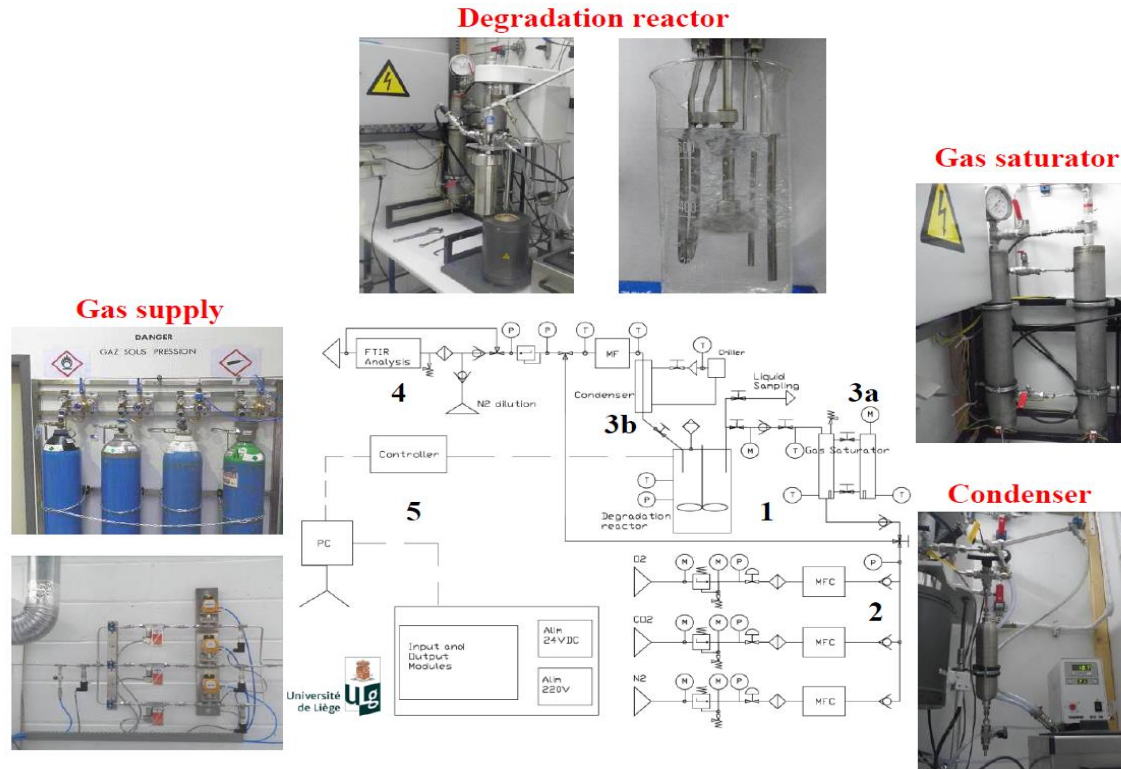 Degradation reactor
Gas saturator
Gas supply
DANGER
GAZ SOUS PRESSION
P
P
T
T
FTIR
Analysis
MF
T
Chiller
4
N2 dilution
Condenser
3b
Liquid
Sampling
3a
M
Controller
M
T
Gas Saturator
T
P
T
T
Degradation
reactor
1
5
Condenser
PC
P
O2
M
M
P
MFC
2
CO2
M
M
P
MFC
Input and
Output
Modules
Alim
24VDC
Alim
220V
N2
M
M
P
MFC
Université
de Liège
ULg